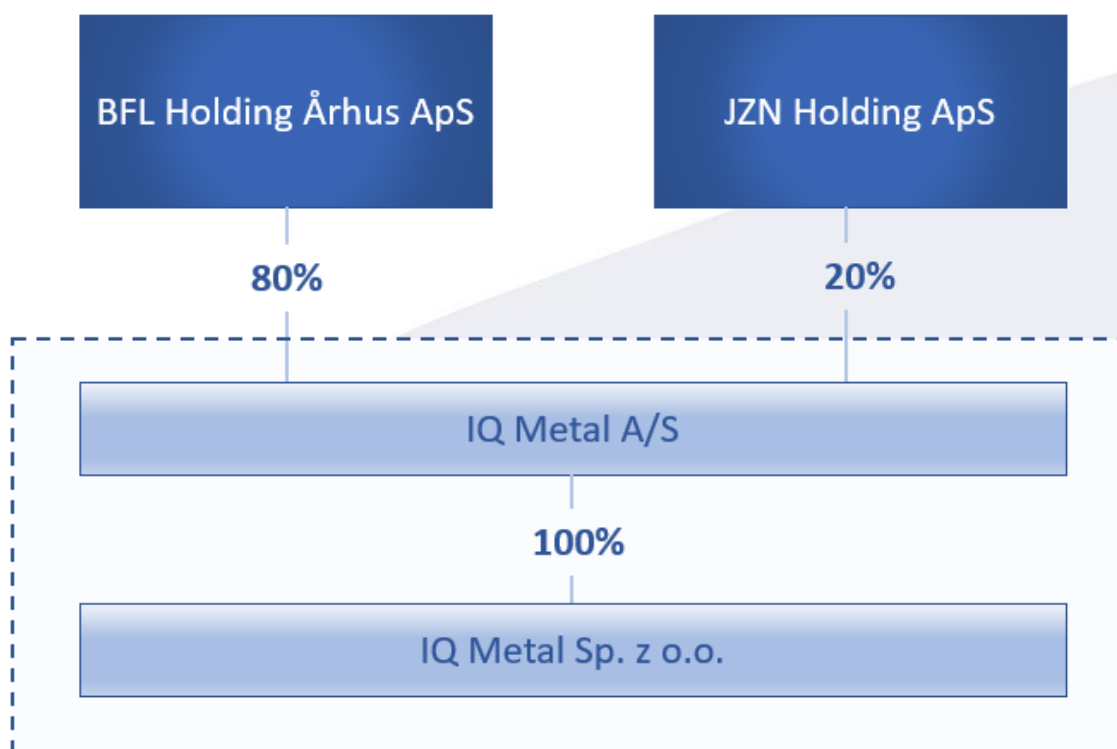 BFL Holding Århus ApS
JZN Holding ApS
80%
20%
IQ Metal A/S
100%
IQ Metal Sp. z o.o.